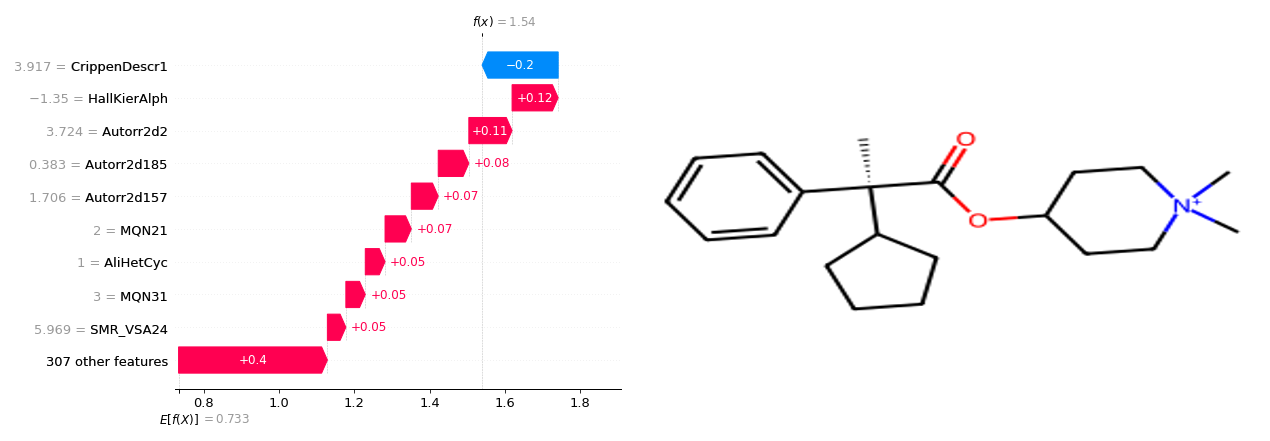 f(x) = 1.54
3.917 = CrippenDescr1
−0.2
−1.35 = HallKierAlph
+0.12
3.724 = Autorr2d2
+0.11
0.383 = Autorr2d185
+0.08
1.706 = Autorr2d157
+0.07
2 = MQN21
+0.07
1 = AliHetCyc
+0.05
3 = MQN31
+0.05
5.969 = SMR_VSA24
+0.05
307 other features
+0.4
0.8 1.0 1.2 1.4 1.6 1.8
E[f(X)] = 0.733
O
O
N⁺